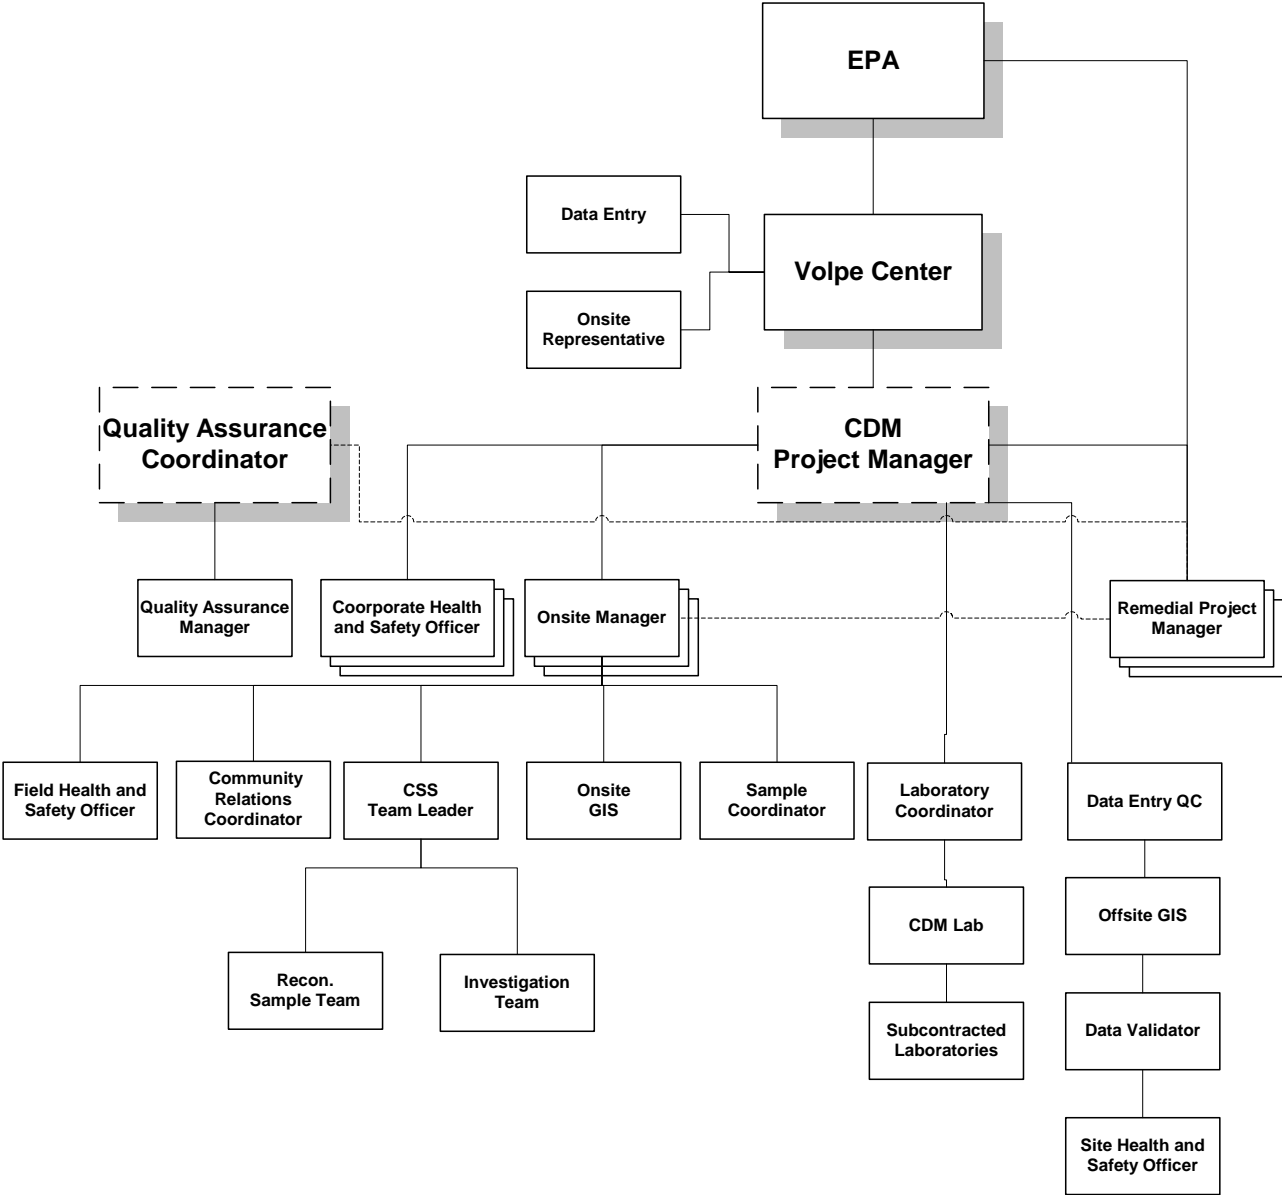 EPA
Data Entry
Volpe Center
Onsite
Representative
Quality Assurance
Coordinator
CDM
Project Manager
Quality Assurance
Manager
Coorporate Health
and Safety Officer
Onsite Manager
Remedial Project
Manager
Field Health and
Safety Officer
Community
Relations
Coordinator
CSS
Team Leader
Onsite
GIS
Sample
Coordinator
Laboratory
Coordinator
Data Entry QC
CDM Lab
Offsite GIS
Recon.
Sample Team
Investigation
Team
Subcontracted
Laboratories
Data Validator
Site Health and
Safety Officer